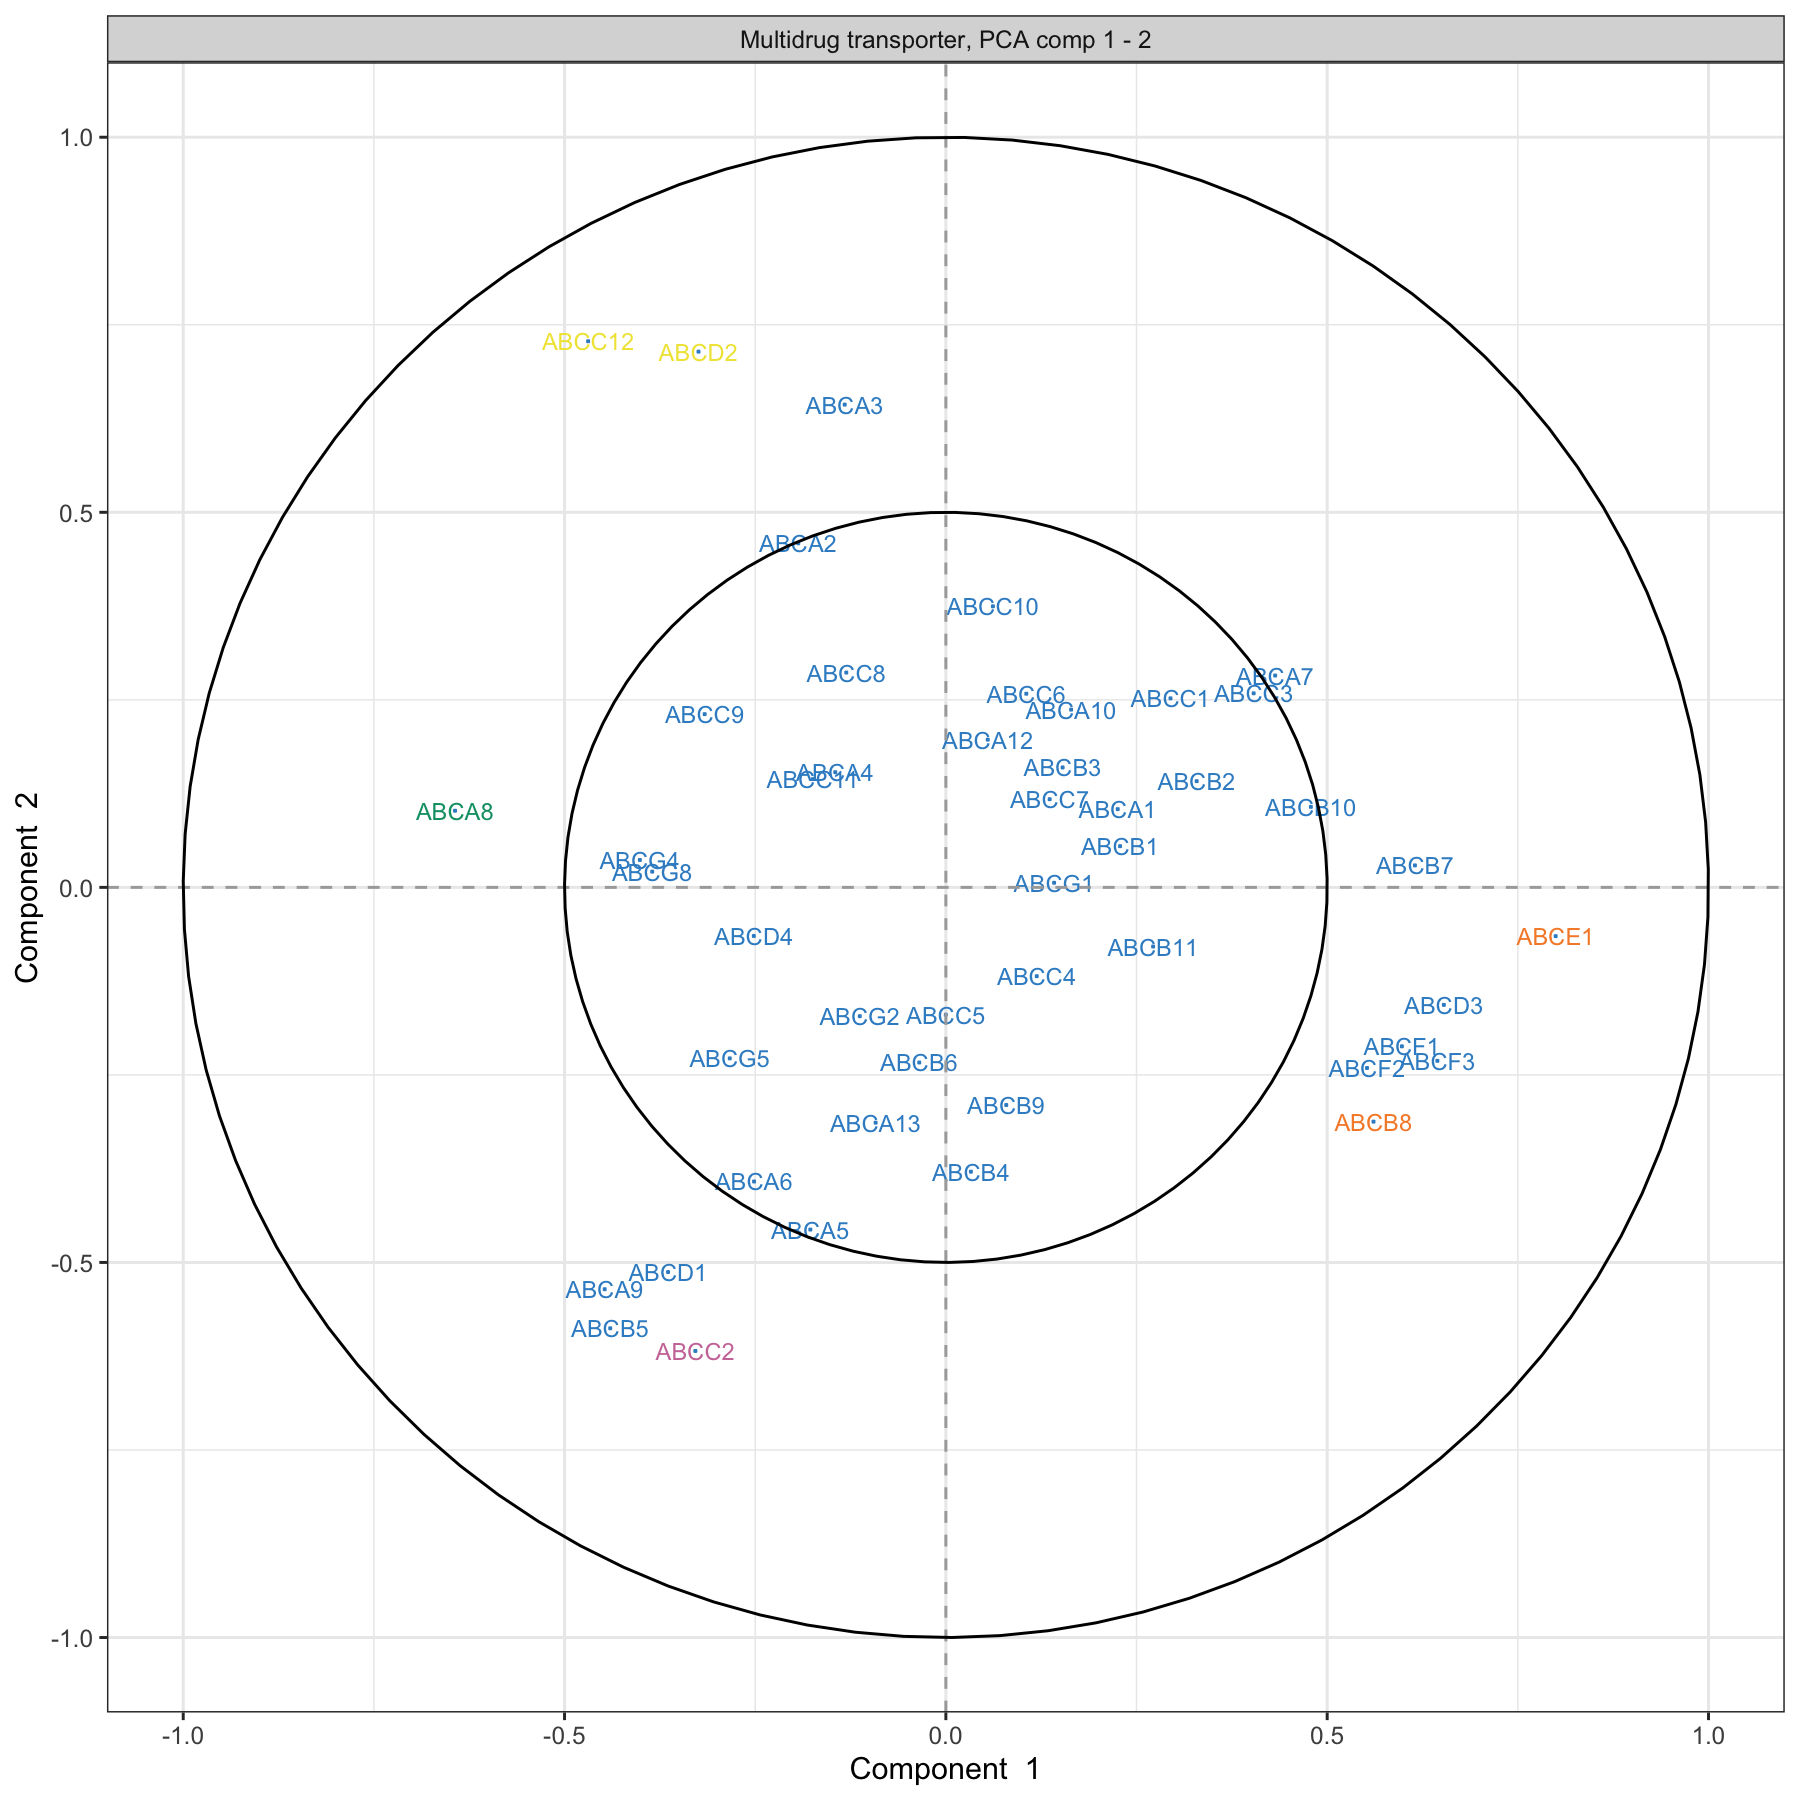 Multidrug transporter, PCA comp 1 - 2
1.0
ABCC12
ABCD2
ABCA3
0.5
ABCA2
ABCC10
ABCC8
ABCA7
ABCC6
ABCC1
ABCC3
ABCC9
ABCA10
ABCA12
ABCB3
ABCA4
ABCC11
ABCB2
ABCC7
ABCA1
ABCB10
ABCA8
ABCB1
ABCG4
ABCG8
ABCB7
0.0
ABCG1
ABCD4
ABCB11
ABCE1
ABCC4
ABCD3
ABCG2
ABCC5
ABCF1
ABCG5
ABCB6
ABCF3
ABCF2
ABCB9
ABCA13
ABCB8
ABCB4
ABCA6
ABCA5
-0.5
ABCD1
ABCA9
ABCB5
ABCC2
-1.0
-1.0
-0.5
0.0
0.5
1.0
Component 1
Component 2